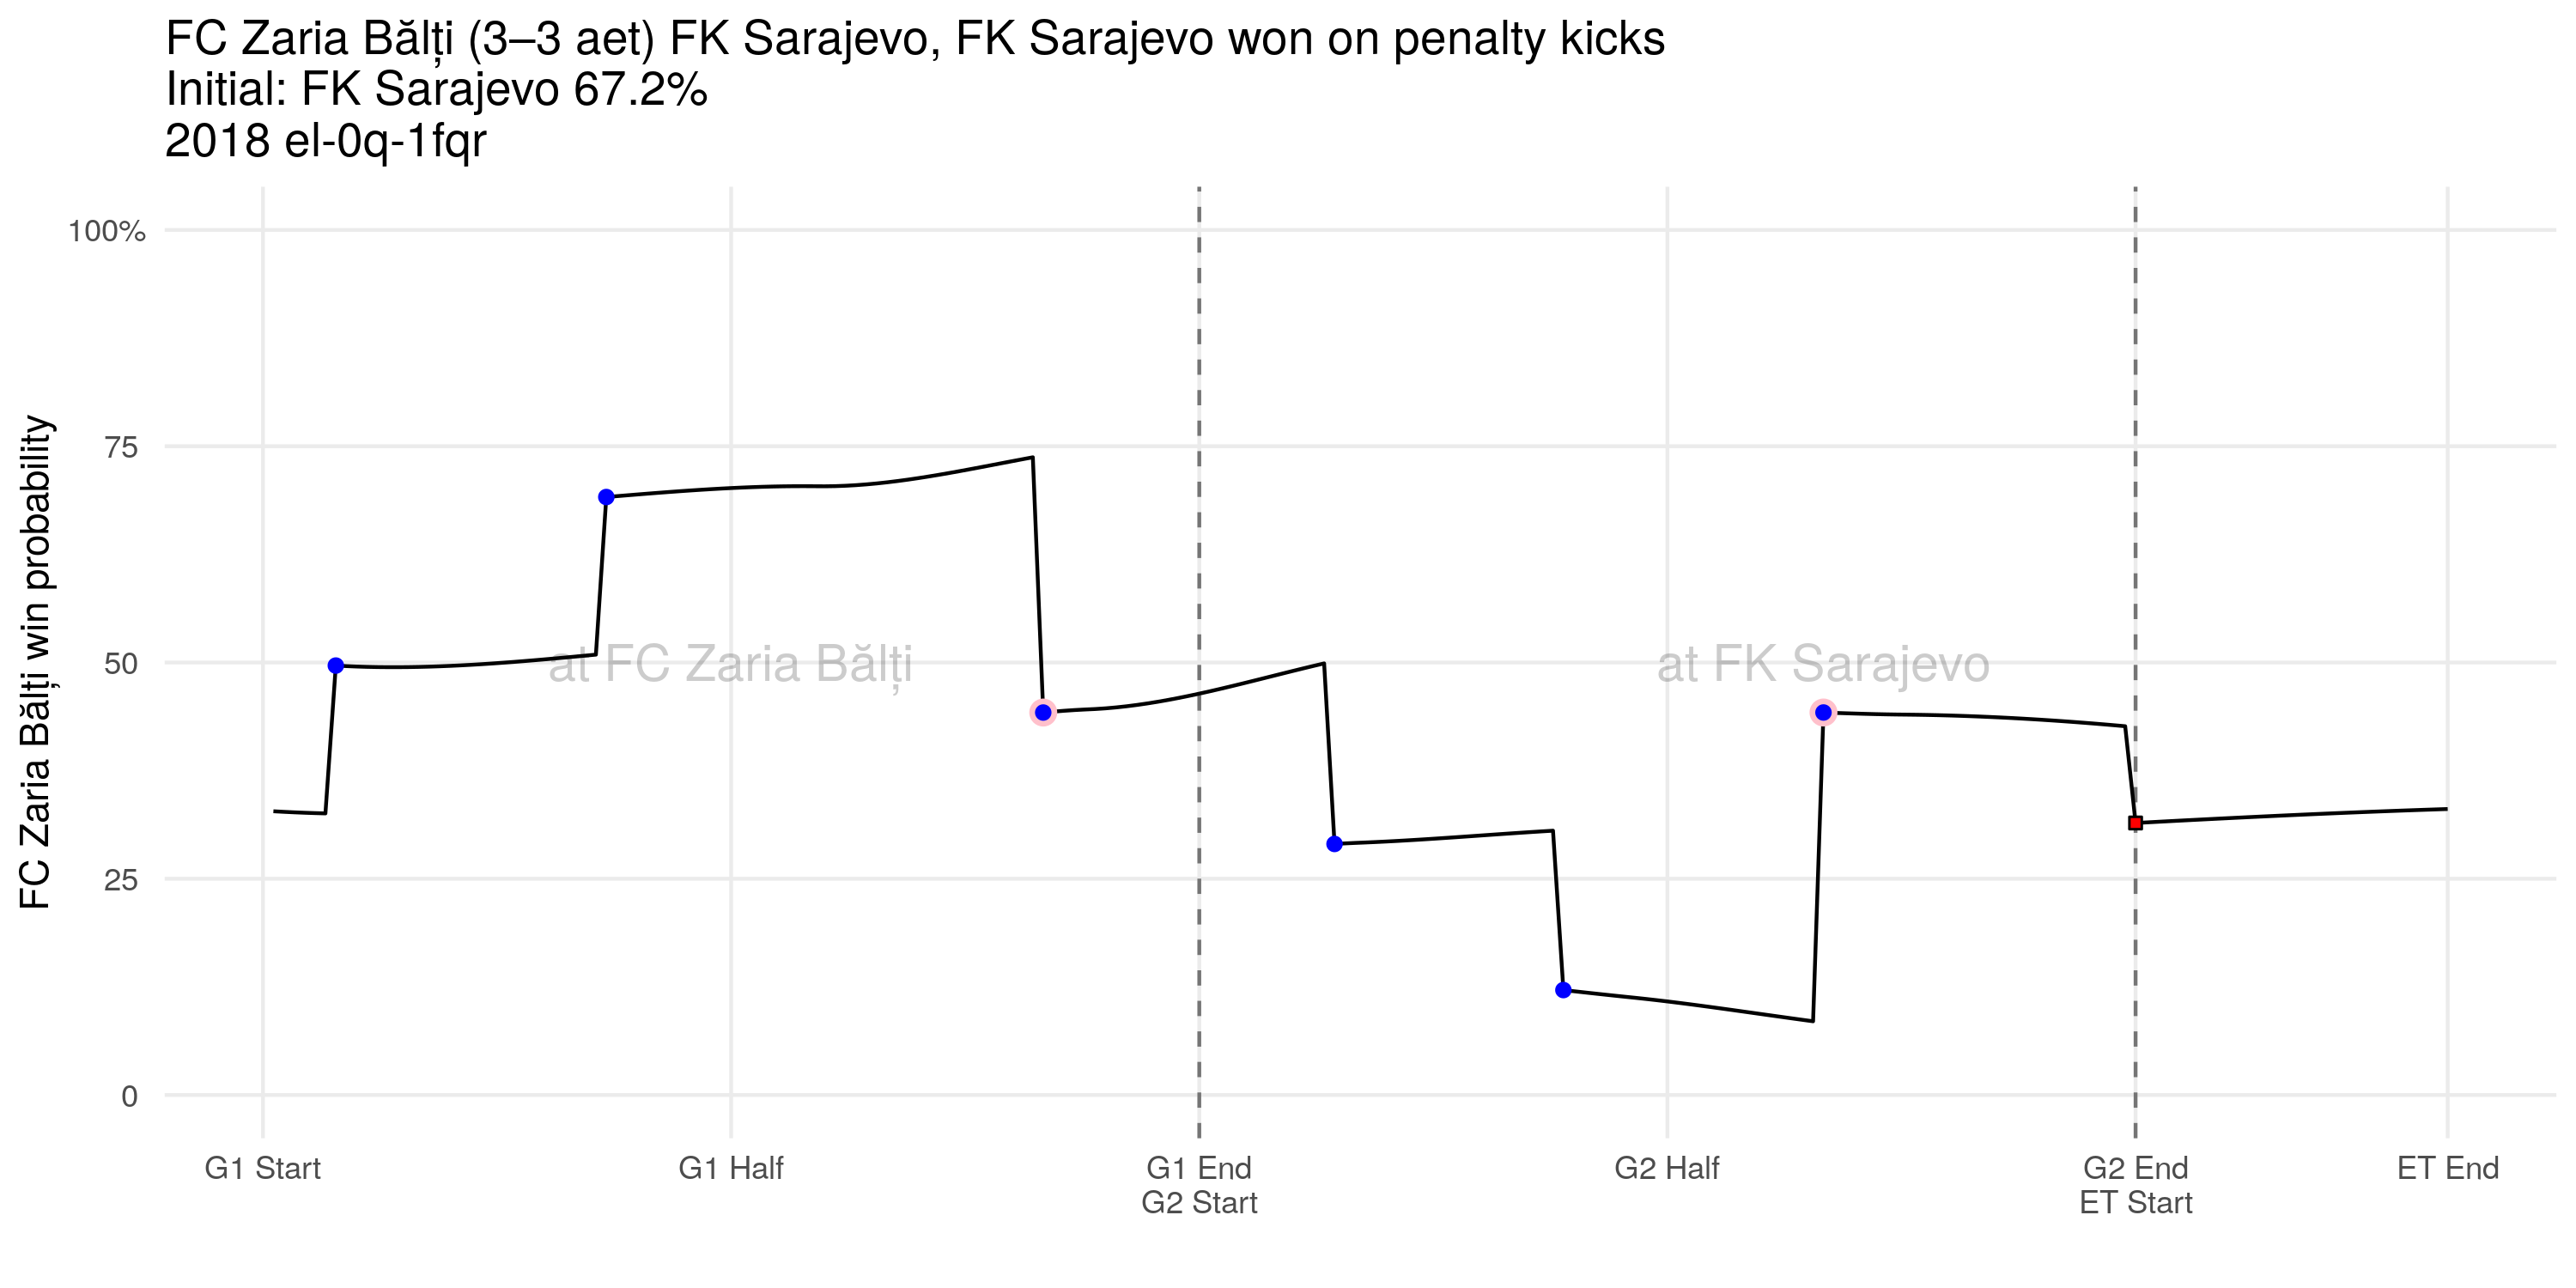 FC Zaria Bălți (3–3 aet) FK Sarajevo, FK Sarajevo won on penalty kicks
Initial: FK Sarajevo 67.2%
2018 el-0q-1fqr
FC Zaria Bălți win probability
100%
75
50
25
0
at FC Zaria Bălți
at FK Sarajevo
G1 Start
G1 Half
G1 End
G2 Start
G2 Half
G2 End
ET Start
ET End